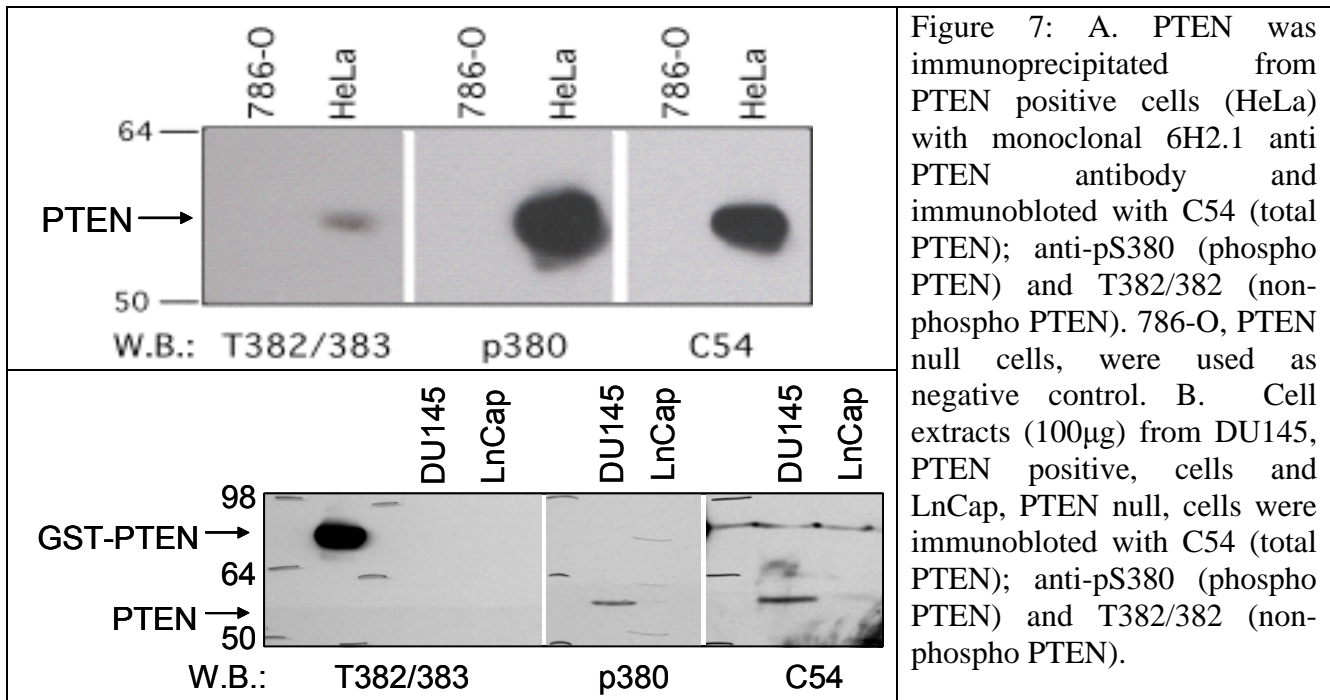 786-O
HeLa
786-O
HeLa
786-O
HeLa
64
PTEN
50
W.B.: T382/383 p380 C54
DU145
LnCap
DU145
LnCap
DU145
LnCap
98
GST-PTEN
64
PTEN
50
W.B.: T382/383 p380 C54
Figure 7: A. PTEN was
immunoprecipitated from
PTEN positive cells (HeLa)
with monoclonal 6H2.1 anti
PTEN antibody and
immunobloted with C54 (total
PTEN); anti-pS380 (phospho
PTEN) and T382/382 (non-
phospho PTEN). 786-O, PTEN
null cells, were used as
negative control. B. Cell
extracts (100μg) from DU145,
PTEN positive, cells and
LnCap, PTEN null, cells were
immunobloted with C54 (total
PTEN); anti-pS380 (phospho
PTEN) and T382/382 (non-
phospho PTEN).